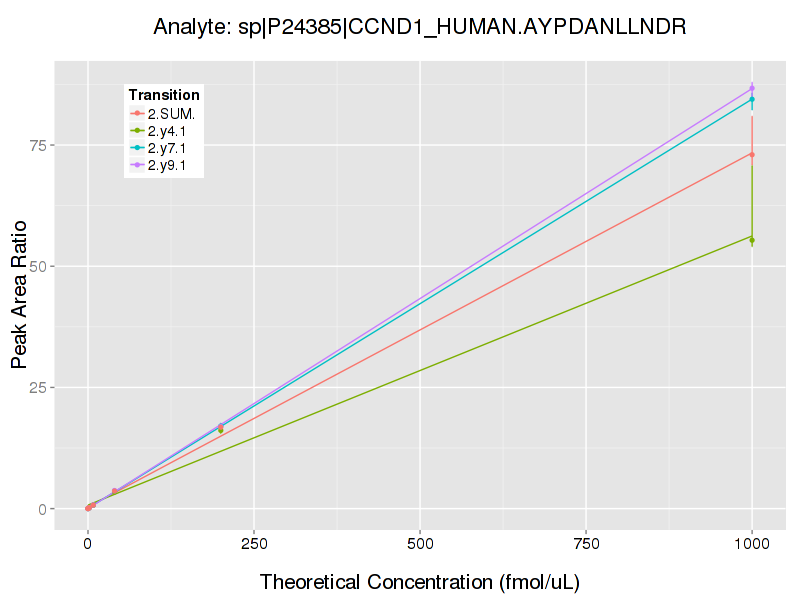 Analyte: sp|P24385|CCND1_HUMAN.AYPDANLLNDR
Transition
2.SUM.
2.y4.1
2.y7.1
2.y9.1
Peak Area Ratio
75
50
25
0
0 250 500 750 1000
Theoretical Concentration (fmol/uL)